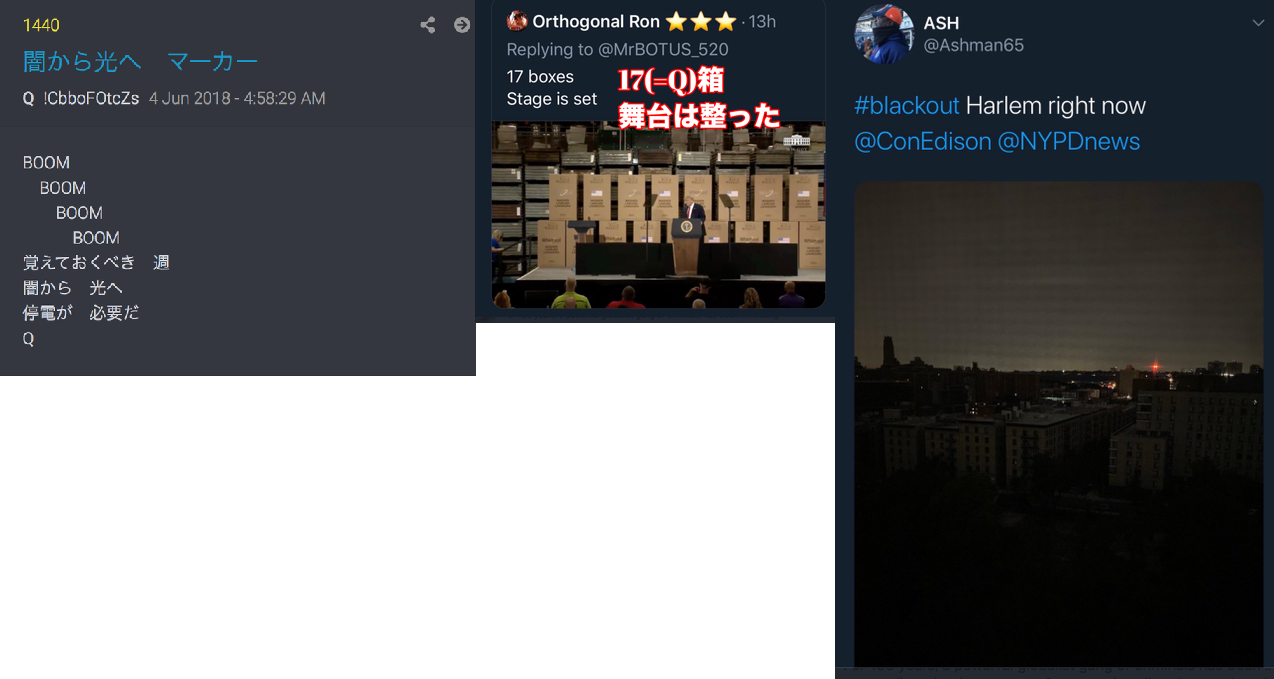 1440
闇から光へ　マーカー
Q !CbboFOtcZs 4 Jun 2018 - 4:58:29 AM
BOOM
BOOM
BOOM
BOOM
覚えておくべき　週
闇から　光へ
停電が　必要だ
Q
Orthogonal Ron ⭐⭐⭐ · 13h
Replying to @MrBOTUS_520
17 boxes
Stage is set
17(=Q)箱
舞台は整った
ASH
@Ashman65
#blackout Harlem right now
@ConEdison @NYPDnews